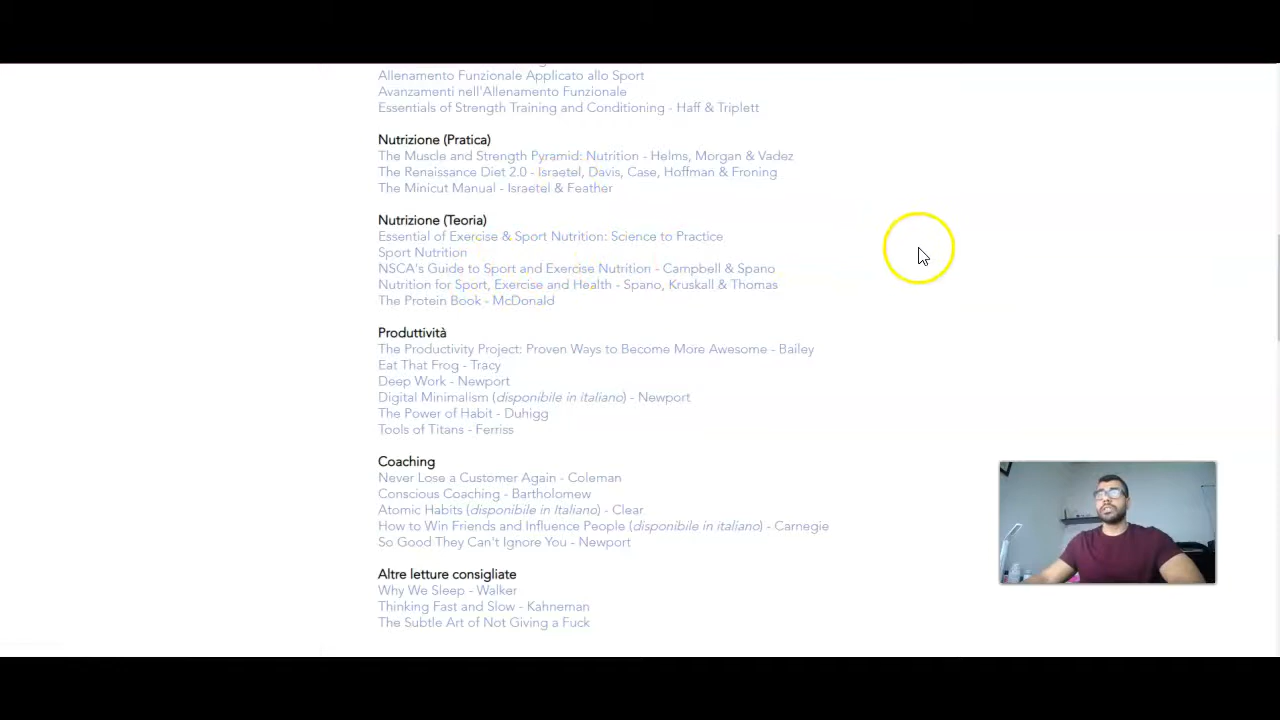 Allenamento Funzionale Applicato allo Sport
Avanzamenti nell'Allenamento Funzionale
Essentials of Strength Training and Conditioning - Haff & Triplett
Nutrizione (Pratica)
The Muscle and Strength Pyramid: Nutrition - Helms, Morgan & Vadez
The Renaissance Diet 2.0 - Israetel, Davis, Case, Hoffman & Froning
The Minicut Manual - Israetel & Feather
Nutrizione (Teoria)
Essential of Exercise & Sport Nutrition: Science to Practice
Sport Nutrition
NSCA's Guide to Sport and Exercise Nutrition - Campbell & Spano
Nutrition for Sport, Exercise and Health - Spano, Kruskall & Thomas
The Protein Book - McDonald
Produttività
The Productivity Project: Proven Ways to Become More Awesome - Bailey
Eat That Frog - Tracy
Deep Work - Newport
Digital Minimalism (disponibile in italiano) - Newport
The Power of Habit - Duhigg
Tools of Titans - Ferriss
Coaching
Never Lose a Customer Again - Coleman
Conscious Coaching - Bartholomew
Atomic Habits (disponibile in Italiano) - Clear
How to Win Friends and Influence People (disponibile in italiano) - Carnegie
So Good They Can't Ignore You - Newport
Altre letture consigliate
Why We Sleep - Walker
Thinking Fast and Slow - Kahneman
The Subtle Art of Not Giving a Fuck